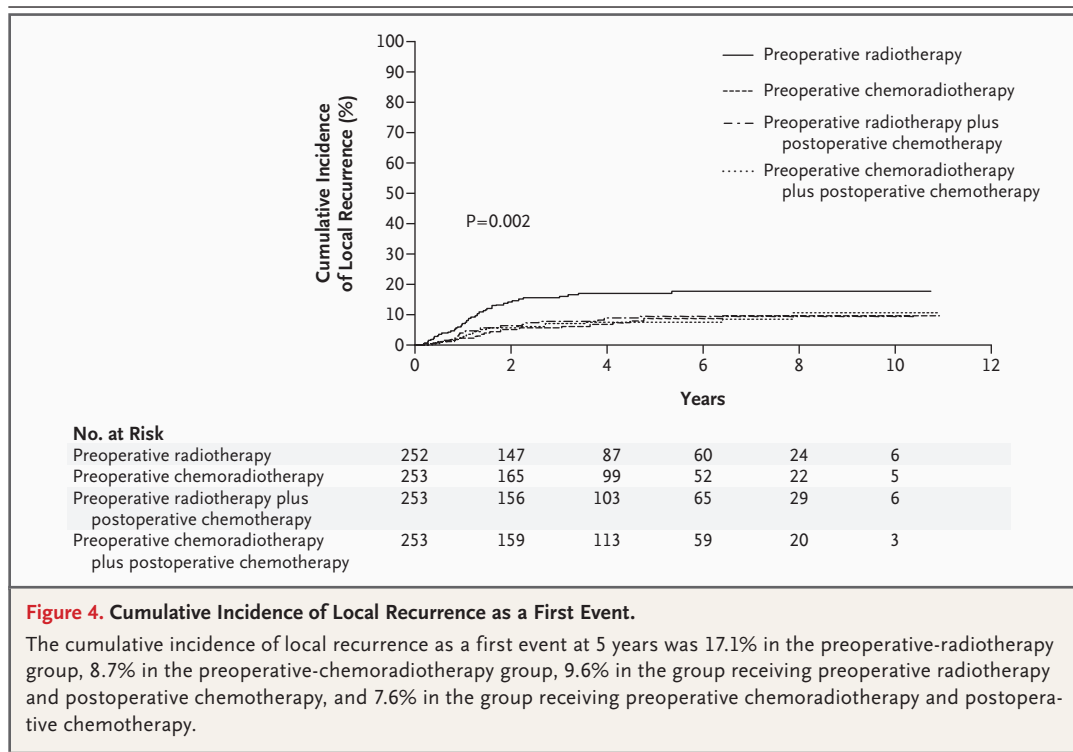 100
90
80
70
60
50
40
30
20
10
0
Cumulative Incidence
of Local Recurrence (%)
P=0.002
Preoperative radiotherapy
Preoperative chemoradiotherapy
Preoperative radiotherapy plus
postoperative chemotherapy
Preoperative chemoradiotherapy
plus postoperative chemotherapy
0 2 4 6 8 10 12
Years
No. at Risk
Preoperative radiotherapy 252 147 87 60 24 6
Preoperative chemoradiotherapy 253 165 99 52 22 5
Preoperative radiotherapy plus 253 156 103 65 29 6
postoperative chemotherapy
Preoperative chemoradiotherapy 253 159 113 59 20 3
plus postoperative chemotherapy
Figure 4. Cumulative Incidence of Local Recurrence as a First Event.
The cumulative incidence of local recurrence as a first event at 5 years was 17.1% in the preoperative-radiotherapy
group, 8.7% in the preoperative-chemoradiotherapy group, 9.6% in the group receiving preoperative radiotherapy
and postoperative chemotherapy, and 7.6% in the group receiving preoperative chemoradiotherapy and postopera-
tive chemotherapy.